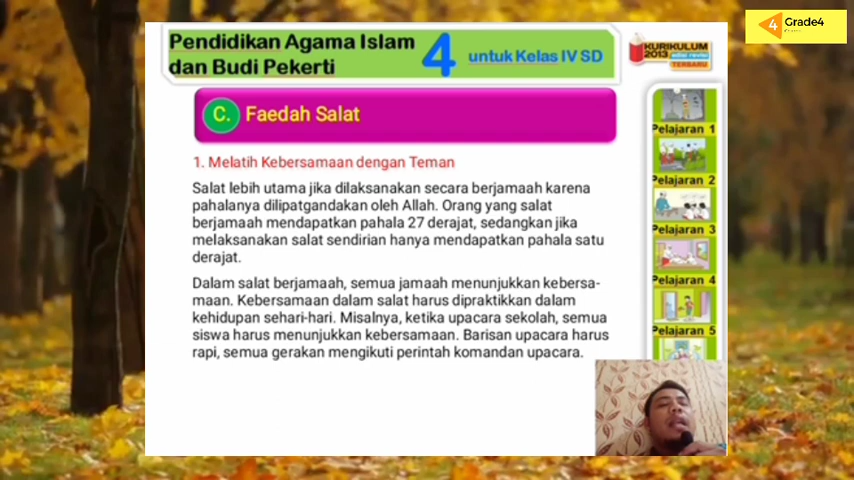 4 Grade4
Pendidikan Agama Islam
dan Budi Pekerti
4
untuk Kelas IV SD
KURIKULUM
2013
TERBARU
C. Faedah Salat
1. Melatih Kebersamaan dengan Teman
Salat lebih utama jika dilaksanakan secara berjamaah karena
pahalanya dilipatgandakan oleh Allah. Orang yang salat
berjamaah mendapatkan pahala 27 derajat, sedangkan jika
melaksanakan salat sendirian hanya mendapatkan pahala satu
derajat.
Dalam salat berjamaah, semua jamaah menunjukkan kebersa-
maan. Kebersamaan dalam salat harus dipraktikkan dalam
kehidupan sehari-hari. Misalnya, ketika upacara sekolah, semua
siswa harus menunjukkan kebersamaan. Barisan upacara harus
rapi, semua gerakan mengikuti perintah komandan upacara.
Pelajaran 1
Pelajaran 2
Pelajaran 3
Pelajaran 4
Pelajaran 5